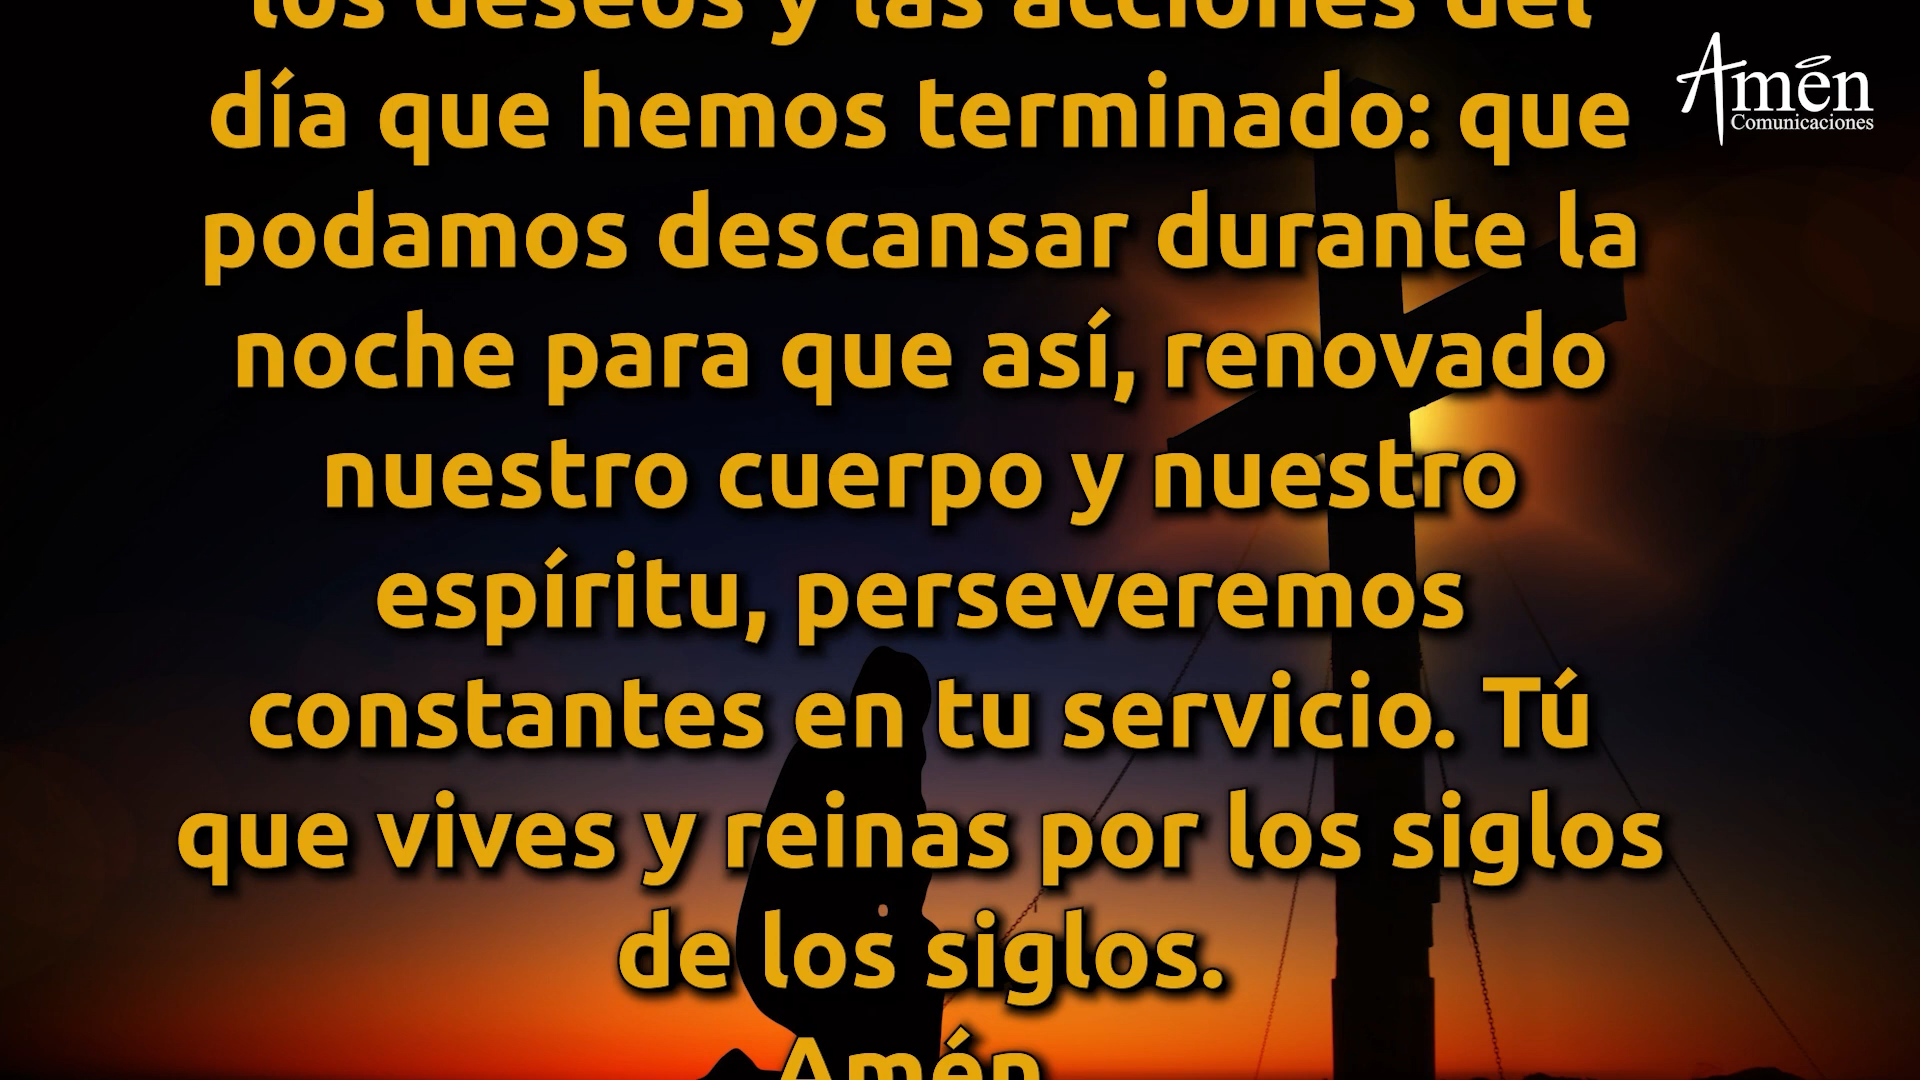 los deseos y las acciones del
día que hemos terminado: que
podamos descansar durante la
noche para que así, renovado
nuestro cuerpo y nuestro
espíritu, perseveremos
constantes en tu servicio. Tú
que vives y reinas por los siglos
de los siglos.
Amén
Amén
Comunicaciones